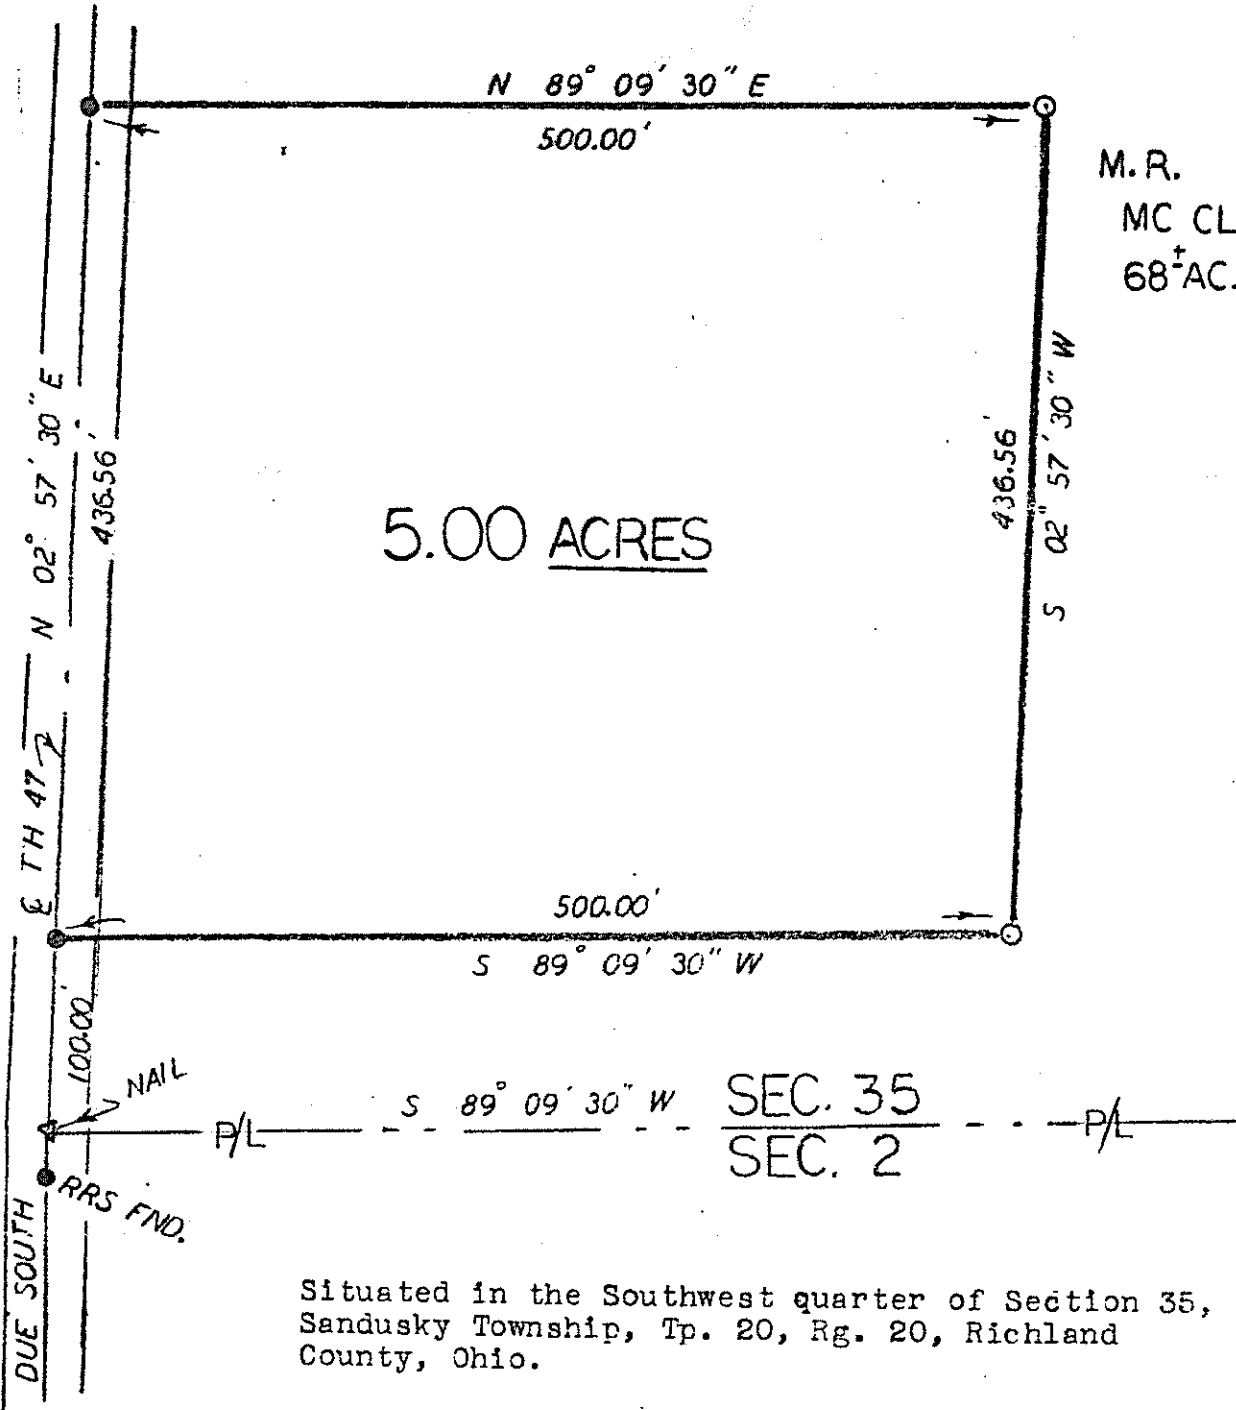 N 89° 09' 30" E
500.00'
M. R.
MC CL
68±AC.
N 02° 57' 30" E
436.56'
5.00 ACRES
436.56'
S 02" 57' 30" W
℄ TH 47
500.00'
S 89° 09' 30" W
100.00'
NAIL
P/L
S 89° 09' 30" W
SEC. 35
SEC. 2
P/L
RRS FND.
DUE SOUTH
Situated in the Southwest quarter of Section 35,
Sandusky Township, Tp. 20, Rg. 20, Richland
County, Ohio.